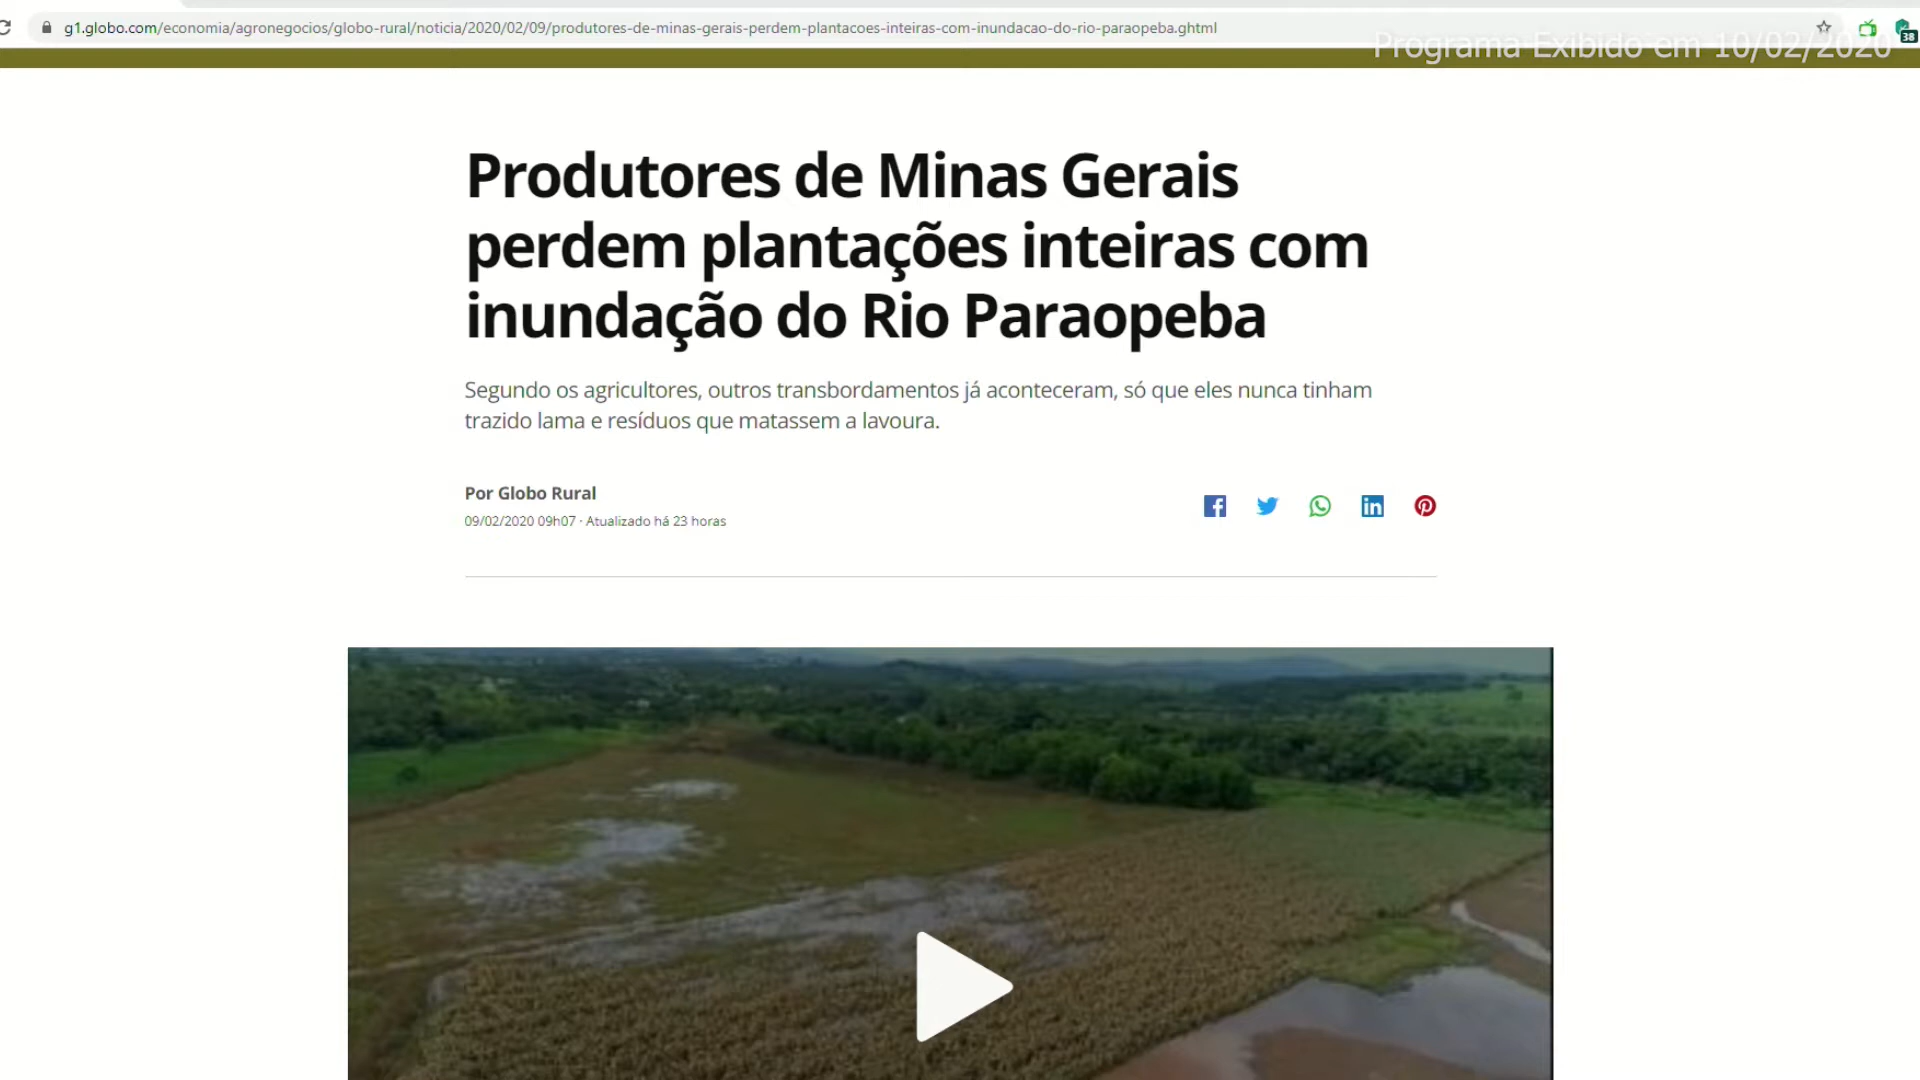 g1.globo.com/economia/agronegocios/globo-rural/noticia/2020/02/09/produtores-de-minas-gerais-perdem-plantacoes-inteiras-com-inundacao-do-rio-paraopeba.ghtml
38
Programa Exibido em 10/02/2020
Produtores de Minas Gerais
perdem plantações inteiras com
inundação do Rio Paraopeba
Segundo os agricultores, outros transbordamentos já aconteceram, só que eles nunca tinham
trazido lama e resíduos que matassem a lavoura.
Por Globo Rural
09/02/2020 09h07 · Atualizado há 23 horas